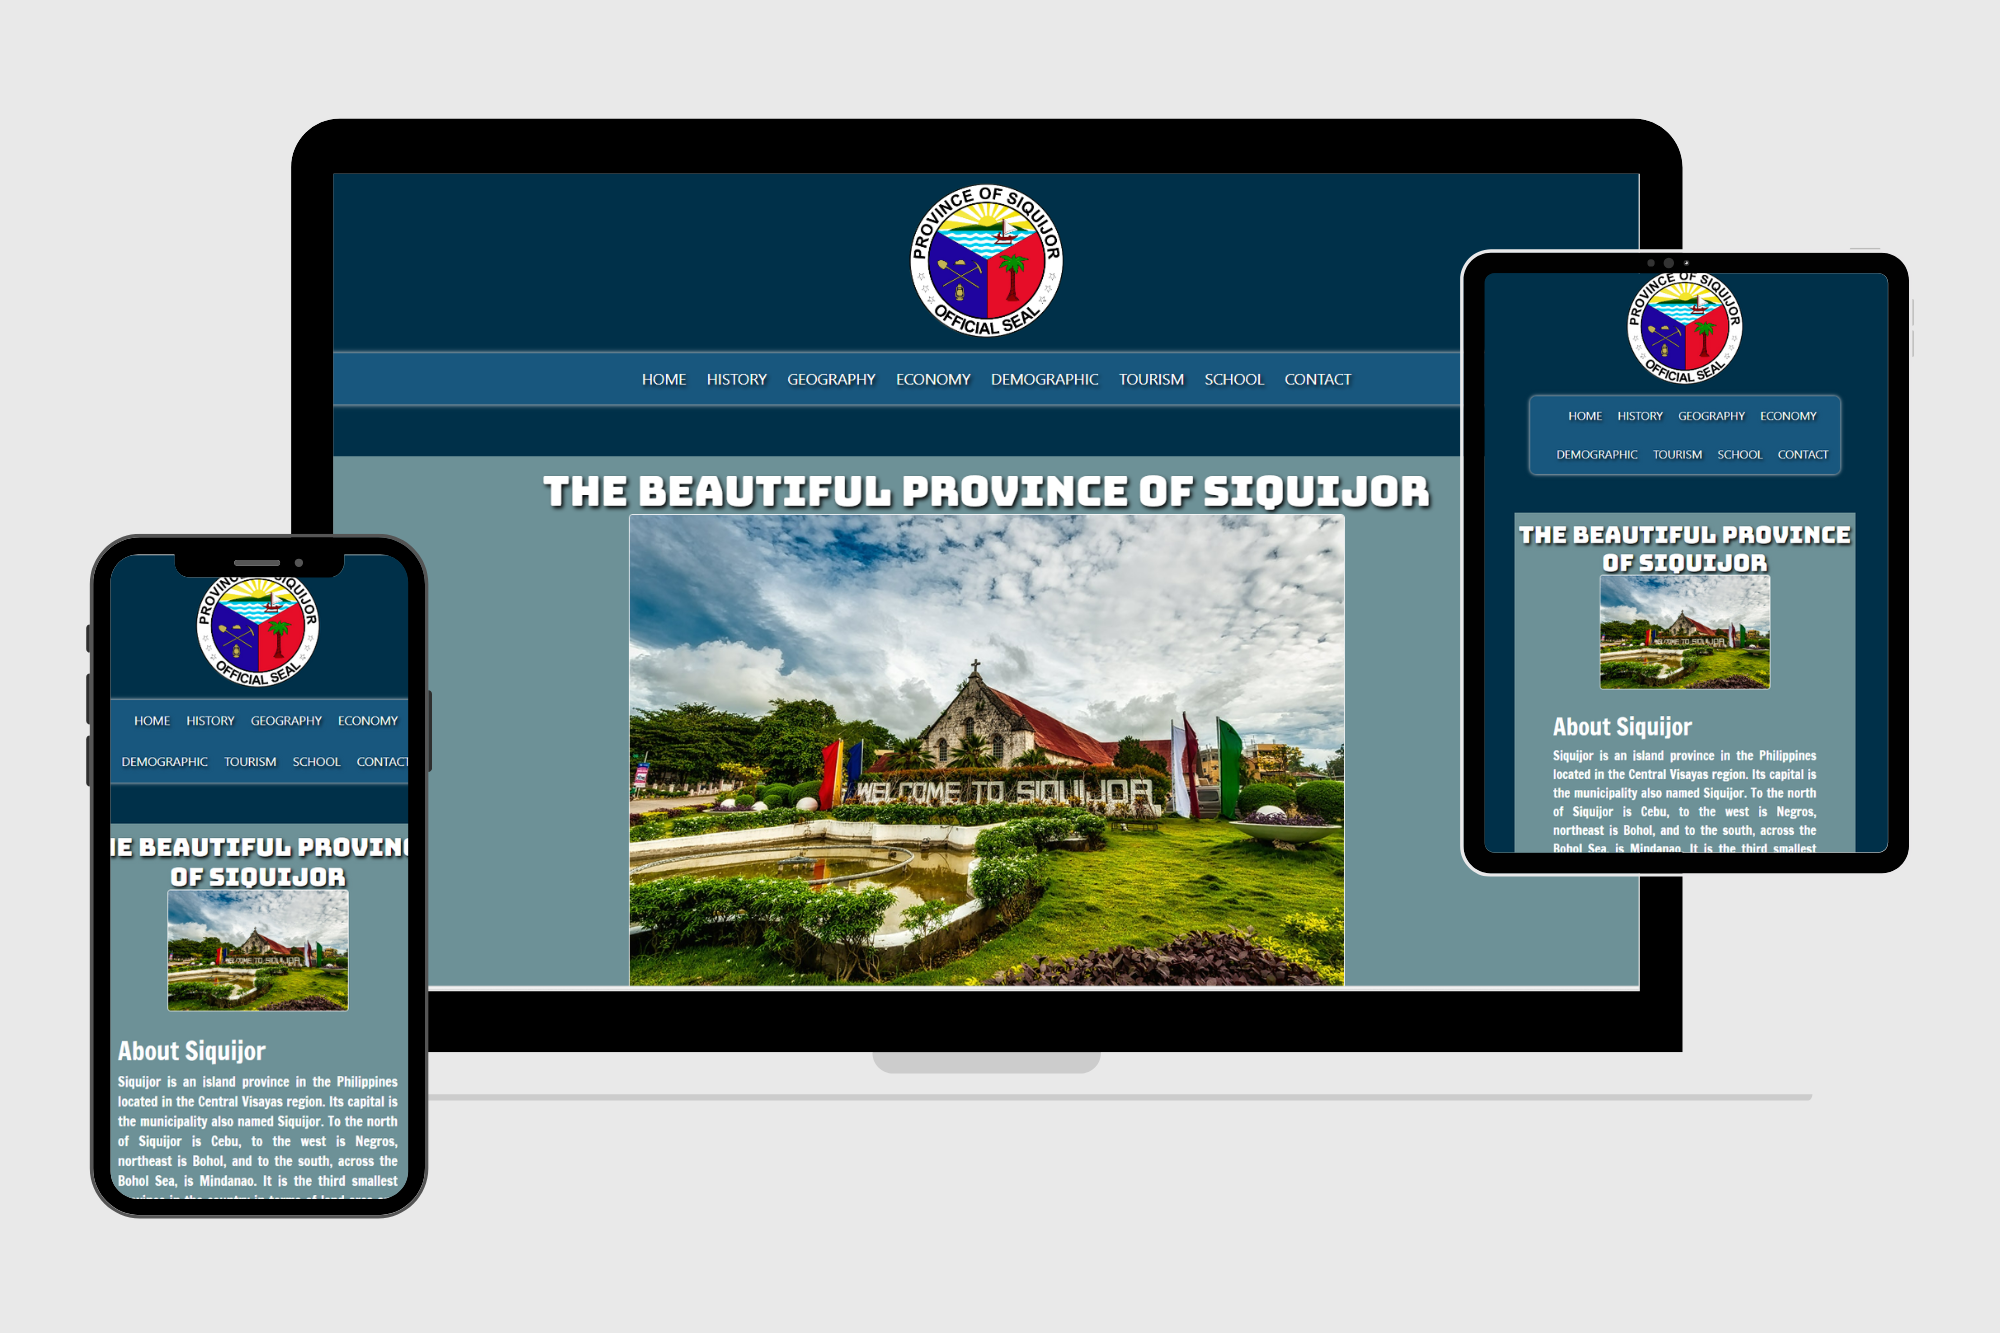 PROVINCE OF SIQUIJOR
OFFICIAL SEAL
HOME HISTORY GEOGRAPHY ECONOMY DEMOGRAPHIC TOURISM SCHOOL CONTACT
THE BEAUTIFUL PROVINCE OF SIQUIJOR
WELCOME TO SIQUIJOR
PROVINCE OF SIQUIJOR
OFFICIAL SEAL
HOME HISTORY GEOGRAPHY ECONOMY
DEMOGRAPHIC TOURISM SCHOOL CONTACT
THE BEAUTIFUL PROVINCE
OF SIQUIJOR
WELCOME TO SIQUIJOR
About Siquijor
Siquijor is an island province in the Philippines
located in the Central Visayas region. Its capital is
the municipality also named Siquijor. To the north
of Siquijor is Cebu, to the west is Negros,
northeast is Bohol, and to the south, across the
Bohol Sea, is Mindanao. It is the third smallest
SIQUIJOR
OFFICIAL SEAL
HOME HISTORY GEOGRAPHY ECONOMY
DEMOGRAPHIC TOURISM SCHOOL CONTACT
BEAUTIFUL
OF SIQUIJOR
WELCOME TO SIQUIJOR
About Siquijor
Siquijor is an island province in the Philippines
located in the Central Visayas region. Its capital is
the municipality also named Siquijor. To the north
of Siquijor is Cebu, to the west is Negros,
northeast is Bohol, and to the south, across the
Bohol Sea, is Mindanao. It is the third smallest